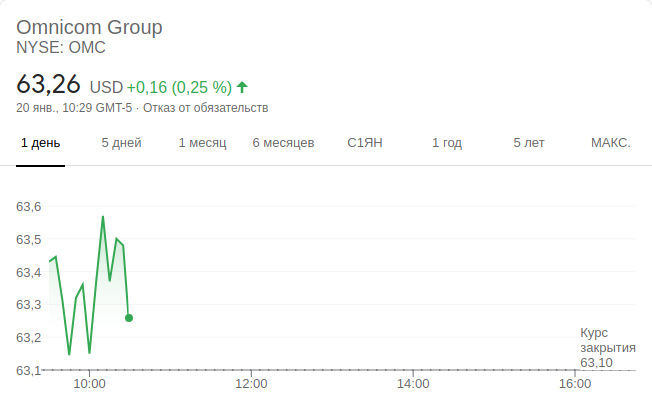 Omnicom Group
NYSE: OMC
63,26 USD +0,16 (0,25 %)
20 янв., 10:29 GMT-5 · Отказ от обязательств
1 день 5 дней 1 месяц 6 месяцев С1ЯН 1 год 5 лет МАКС.
63,6
63,5
63,4
63,3
63,2
63,1
Курс
закрытия
63,10
10:00 12:00 14:00 16:00